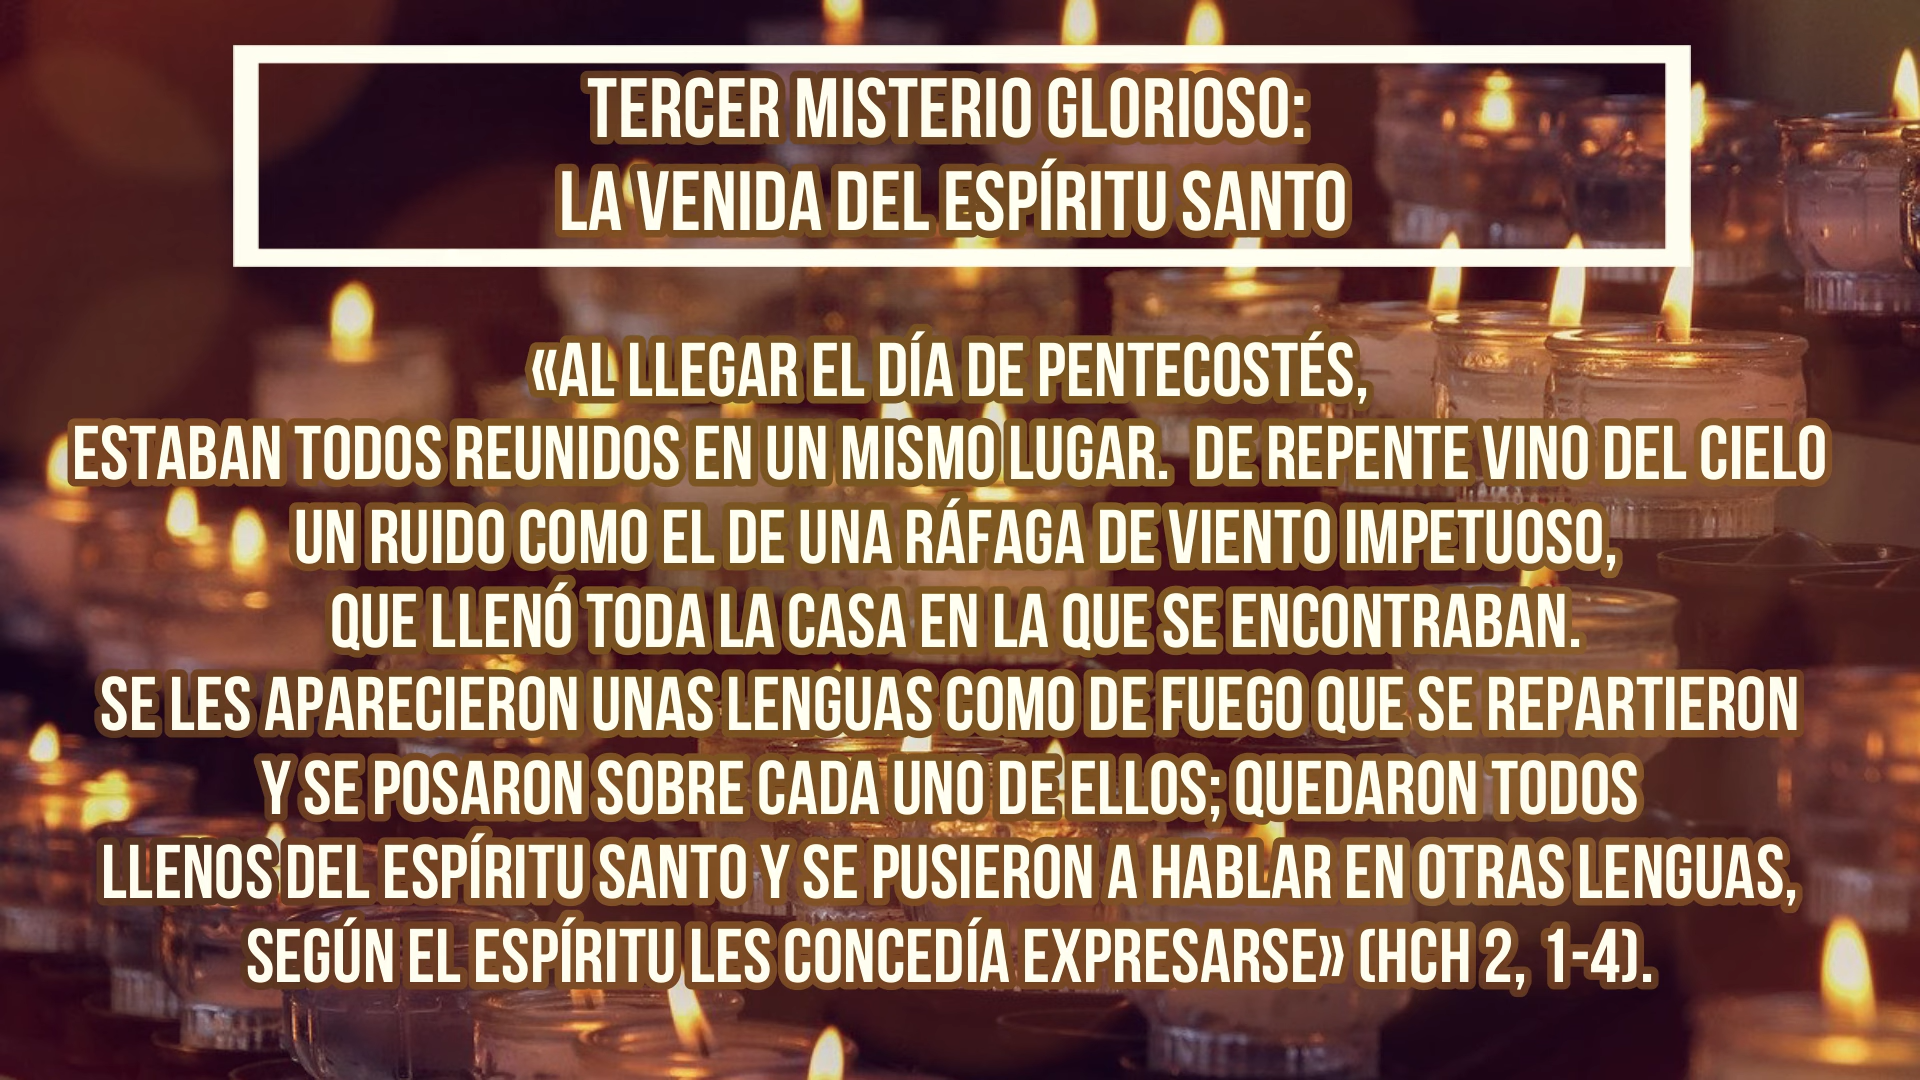 TERCER MISTERIO GLORIOSO:
LA VENIDA DEL ESPÍRITU SANTO
«AL LLEGAR EL DÍA DE PENTECOSTÉS,
ESTABAN TODOS REUNIDOS EN UN MISMO LUGAR. DE REPENTE VINO DEL CIELO
UN RUIDO COMO EL DE UNA RÁFAGA DE VIENTO IMPETUOSO,
QUE LLENÓ TODA LA CASA EN LA QUE SE ENCONTRABAN.
SE LES APARECIERON UNAS LENGUAS COMO DE FUEGO QUE SE REPARTIERON
Y SE POSARON SOBRE CADA UNO DE ELLOS; QUEDARON TODOS
LLENOS DEL ESPÍRITU SANTO Y SE PUSIERON A HABLAR EN OTRAS LENGUAS,
SEGÚN EL ESPÍRITU LES CONCEDÍA EXPRESARSE» (HCH 2, 1-4).